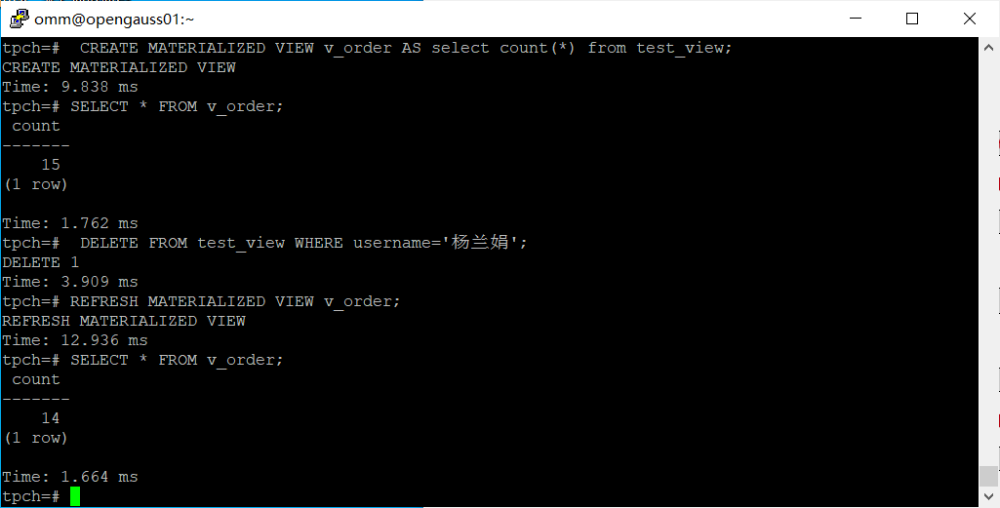 omm@opengauss01:~
tpch=#  CREATE MATERIALIZED VIEW v_order AS select count(*) from test_view;
CREATE MATERIALIZED VIEW
Time: 9.838 ms
tpch=# SELECT * FROM v_order;
 count
-------
    15
(1 row)

Time: 1.762 ms
tpch=#  DELETE FROM test_view WHERE username='杨兰娟';
DELETE 1
Time: 3.909 ms
tpch=# REFRESH MATERIALIZED VIEW v_order;
REFRESH MATERIALIZED VIEW
Time: 12.936 ms
tpch=# SELECT * FROM v_order;
 count
-------
    14
(1 row)

Time: 1.664 ms
tpch=#